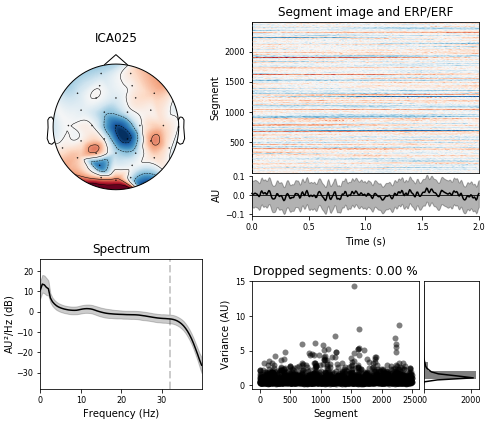 ICA025
Segment image and ERP/ERF
Segment
2000
1500
1000
500
AU
0.1
0.0
−0.1
0.0 0.5 1.0 1.5 2.0
Time (s)
Spectrum
AU²/Hz (dB)
20
10
0
−10
−20
−30
0 10 20 30
Frequency (Hz)
Dropped segments: 0.00 %
Variance (AU)
15
10
5
0
0 500 1000 1500 2000 2500
Segment
2000